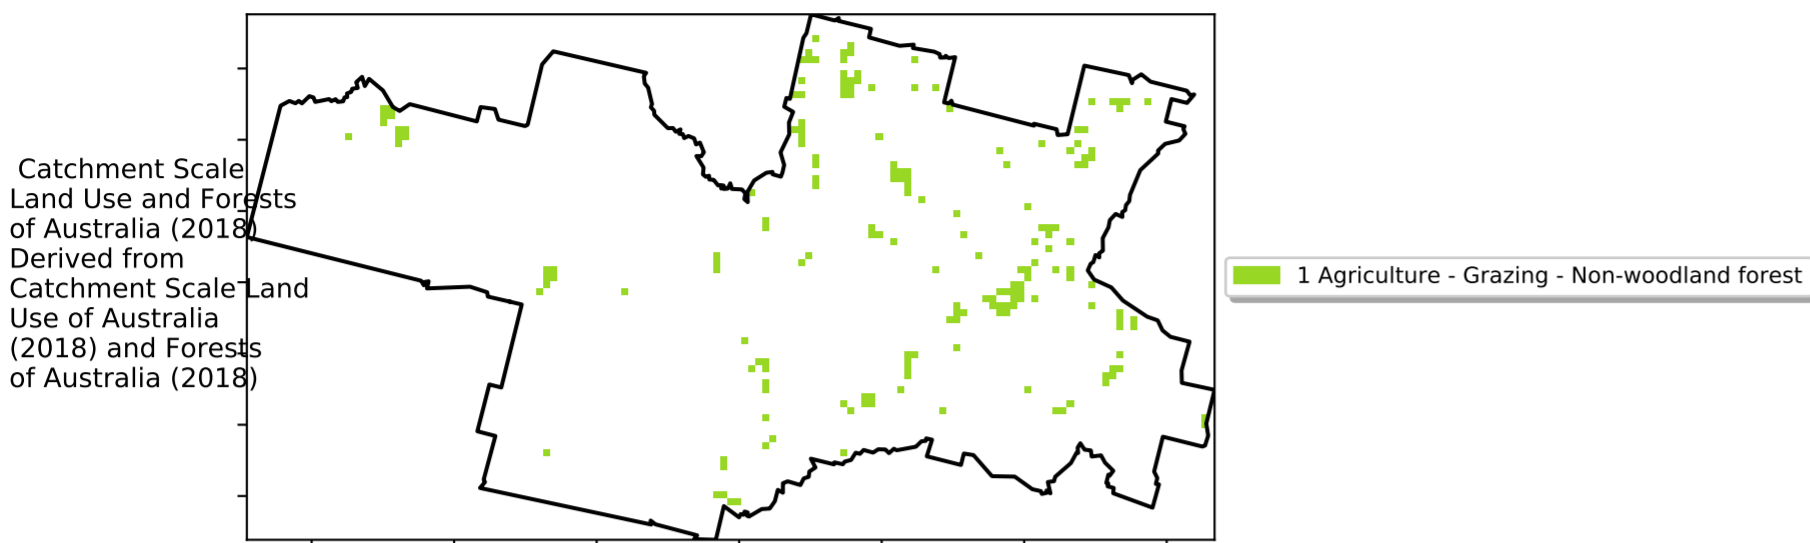 Catchment Scale
Land Use and Forests
of Australia (2018)
Derived from
Catchment Scale Land
Use of Australia
(2018) and Forests
of Australia (2018)
1 Agriculture - Grazing - Non-woodland forest